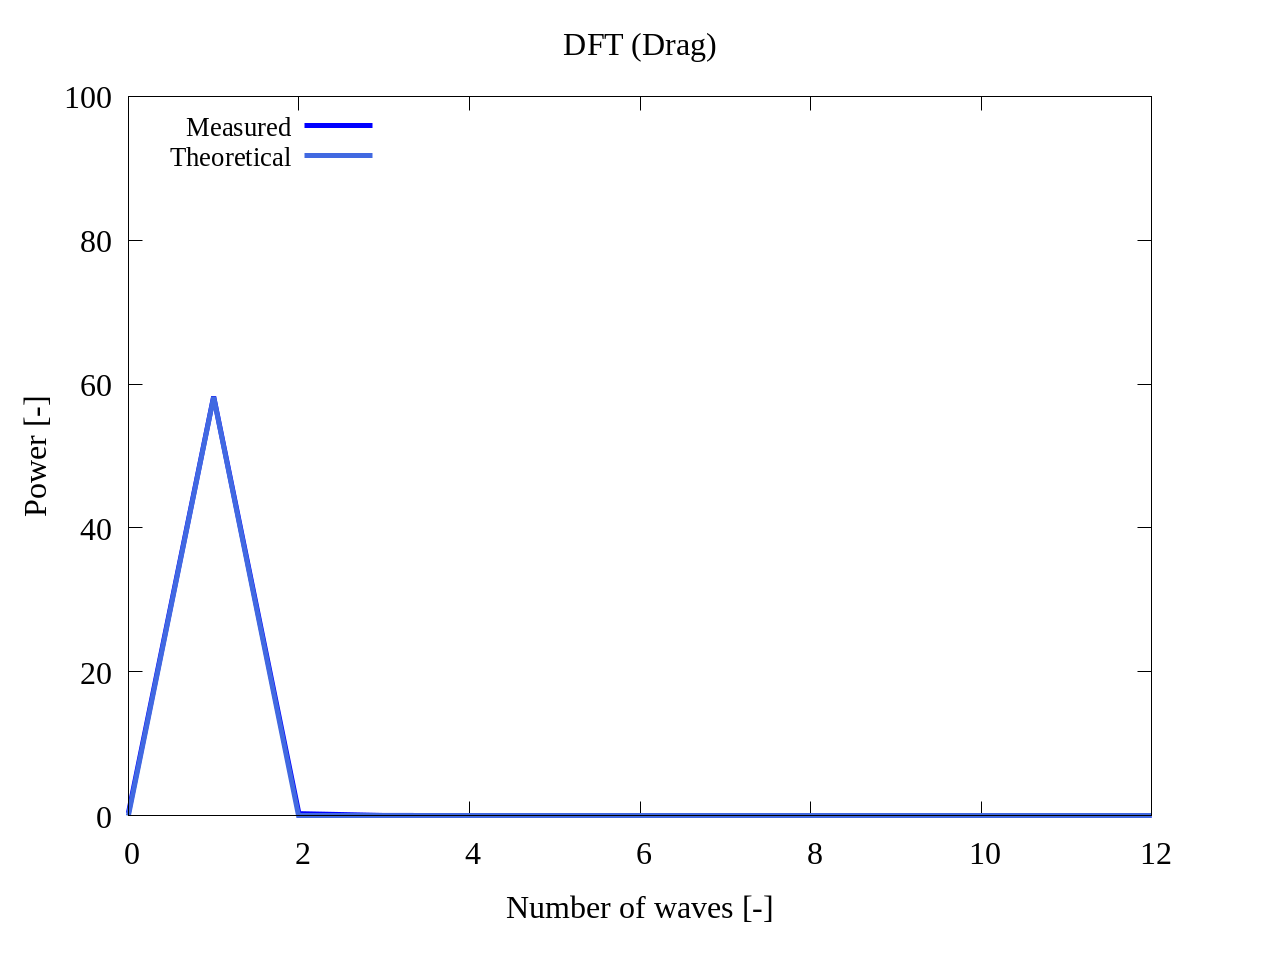 DFT (Drag)
100
80
60
40
20
0
Measured
Theoretical
Power [-]
0 2 4 6 8 10 12
Number of waves [-]